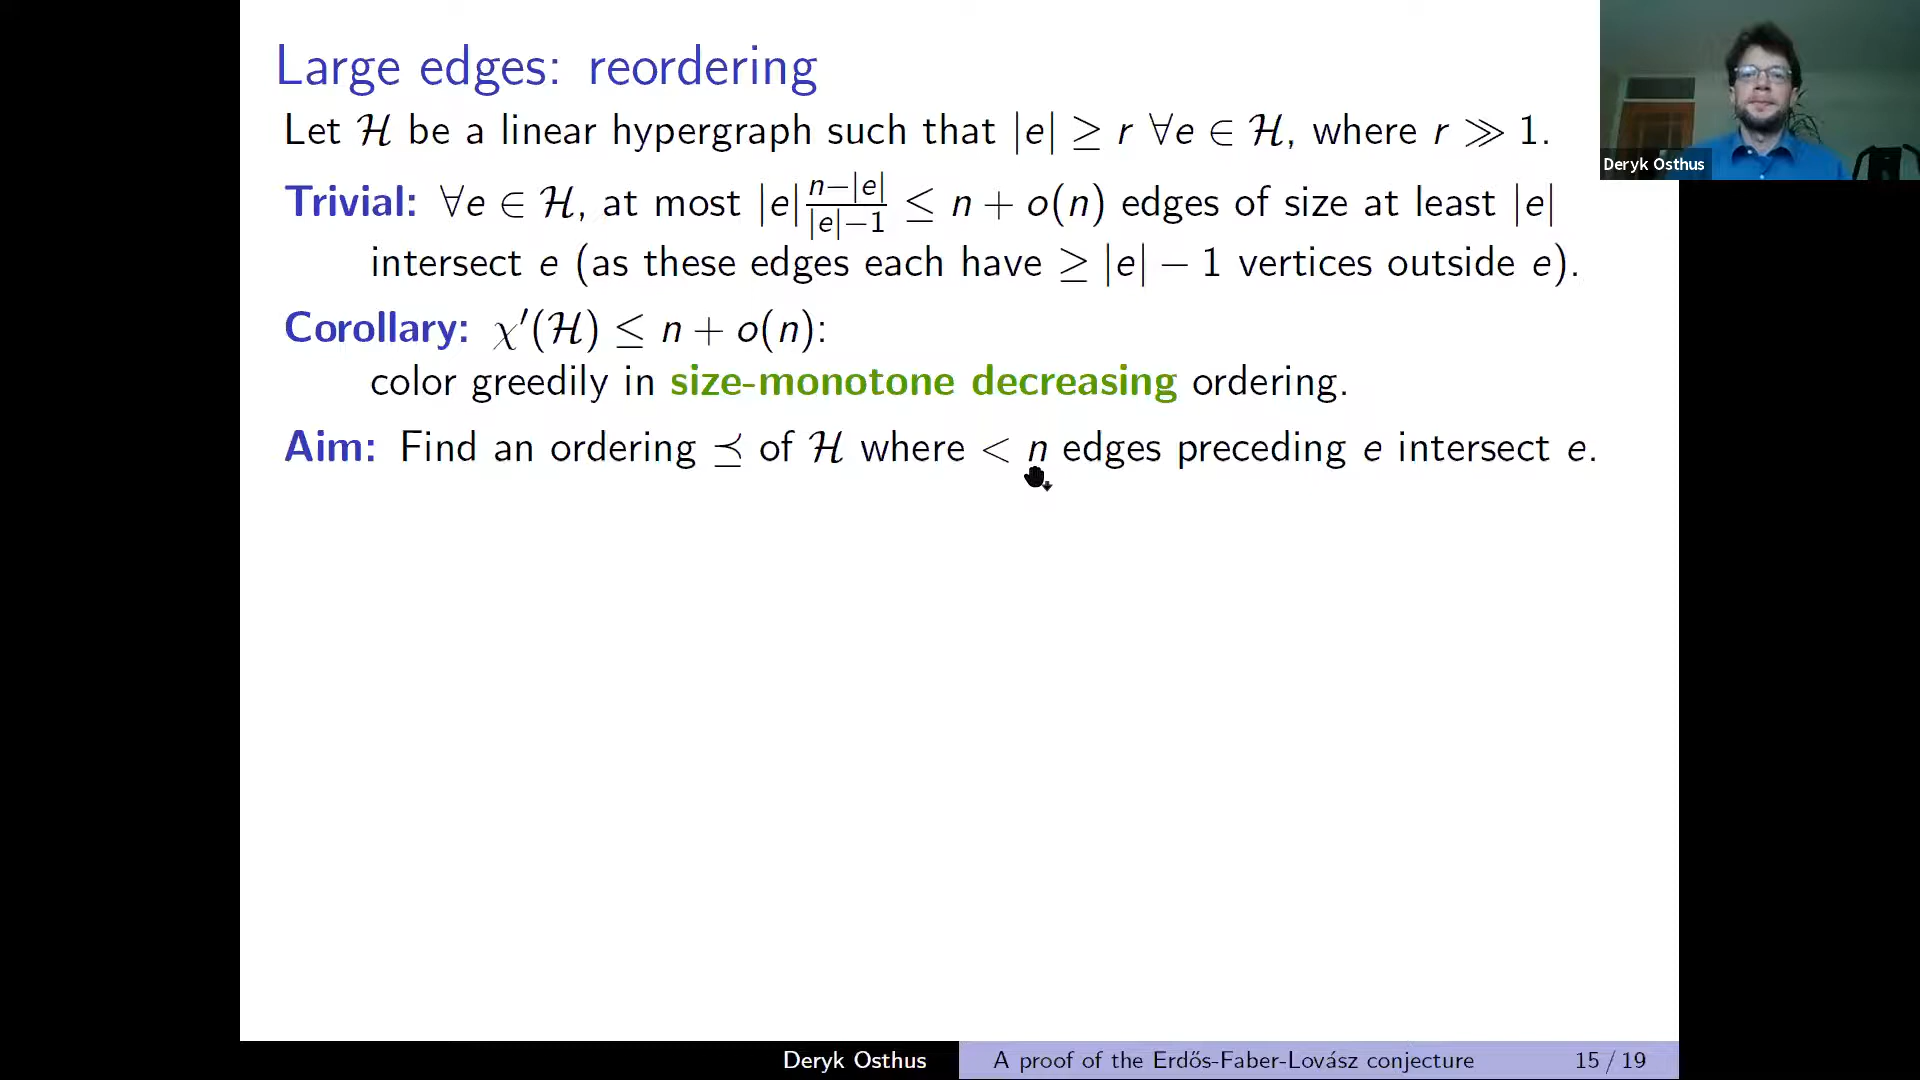 Large edges: reordering
Let ℋ be a linear hypergraph such that |e| ≥ r ∀e ∈ ℋ, where r ≫ 1.
Trivial: ∀e ∈ ℋ, at most |e| n−|e| / |e|−1 ≤ n + o(n) edges of size at least |e|
intersect e (as these edges each have ≥ |e| − 1 vertices outside e).
Corollary: χ′(ℋ) ≤ n + o(n):
color greedily in size-monotone decreasing ordering.
Aim: Find an ordering ⪯ of ℋ where < n edges preceding e intersect e.
Deryk Osthus
Deryk Osthus A proof of the Erdős-Faber-Lovász conjecture 15 / 19